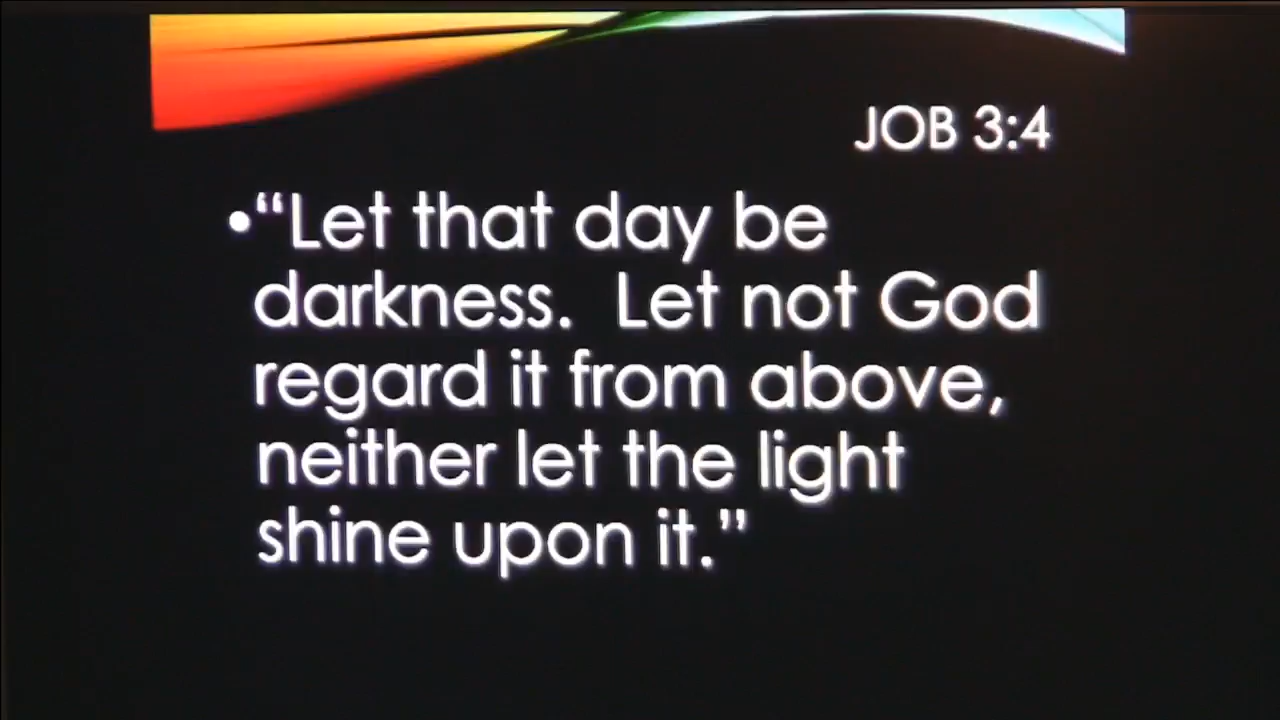 JOB 3:4
•“Let that day be
darkness.  Let not God
regard it from above,
neither let the light
shine upon it.”